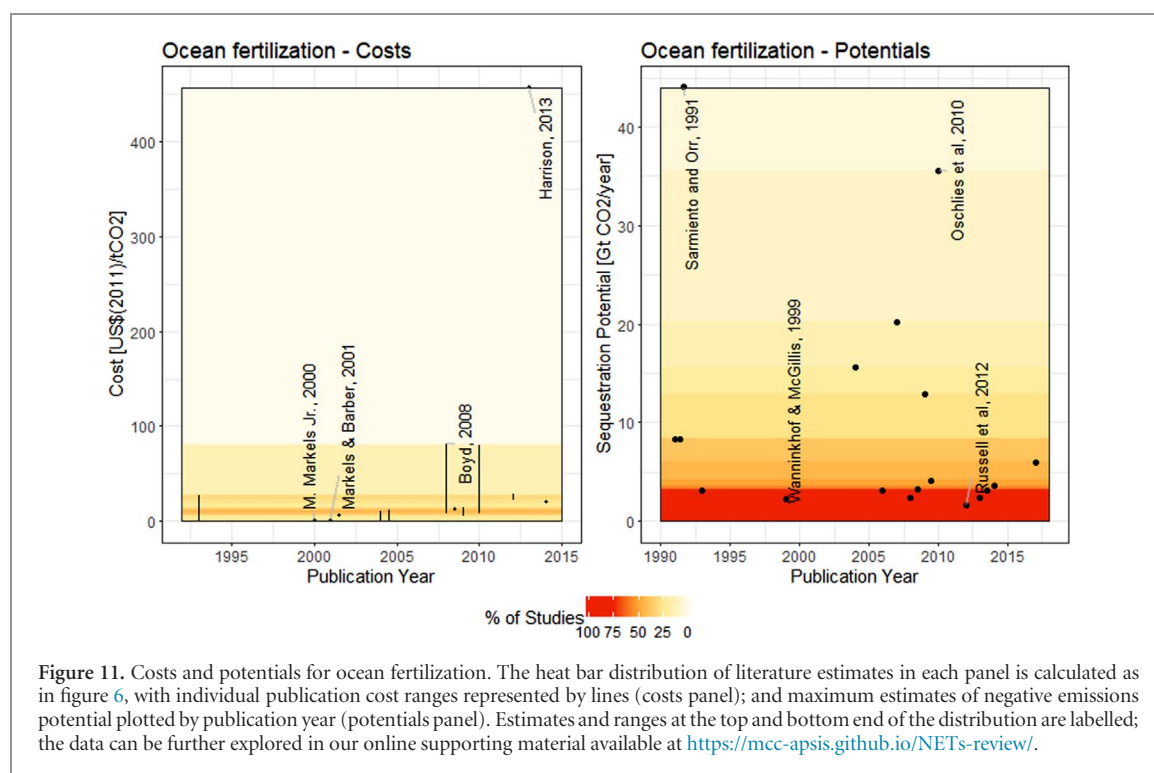 Ocean fertilization - Costs
Cost [US$(2011)/tCO2]
400
300
200
100
0
M. Markels Jr., 2000
Markels & Barber, 2001
Boyd, 2008
Harrison, 2013
1995
2000
2005
2010
2015
Publication Year
Ocean fertilization - Potentials
Sequestration Potential [Gt CO2/year]
40
30
20
10
0
Sarmiento and Orr, 1991
Wanninkhof & McGillis, 1999
Oschlies et al, 2010
Russell et al, 2012
1990
1995
2000
2005
2010
2015
Publication Year
% of Studies
100 75 50 25 0
Figure 11. Costs and potentials for ocean fertilization. The heat bar distribution of literature estimates in each panel is calculated as
in figure 6, with individual publication cost ranges represented by lines (costs panel); and maximum estimates of negative emissions
potential plotted by publication year (potentials panel). Estimates and ranges at the top and bottom end of the distribution are labelled;
the data can be further explored in our online supporting material available at https://mcc-apsis.github.io/NETs-review/.